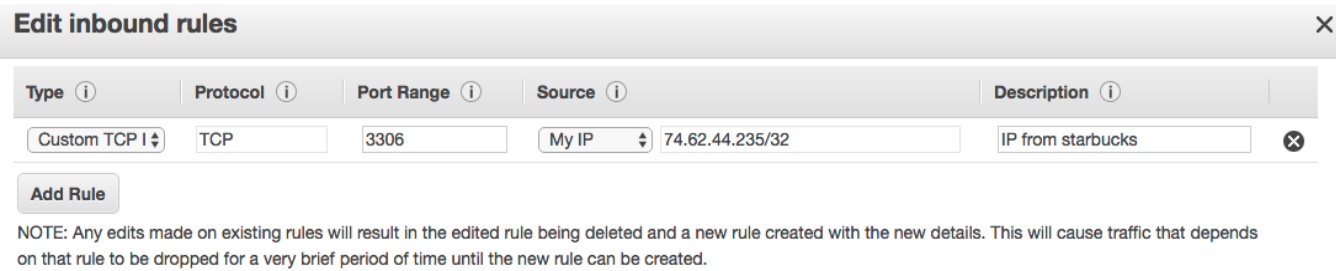 Edit inbound rules
Type Protocol Port Range Source Description
Custom TCP TCP 3306 My IP 74.62.44.235/32 IP from starbucks
Add Rule
NOTE: Any edits made on existing rules will result in the edited rule being deleted and a new rule created with the new details. This will cause traffic that depends
on that rule to be dropped for a very brief period of time until the new rule can be created.